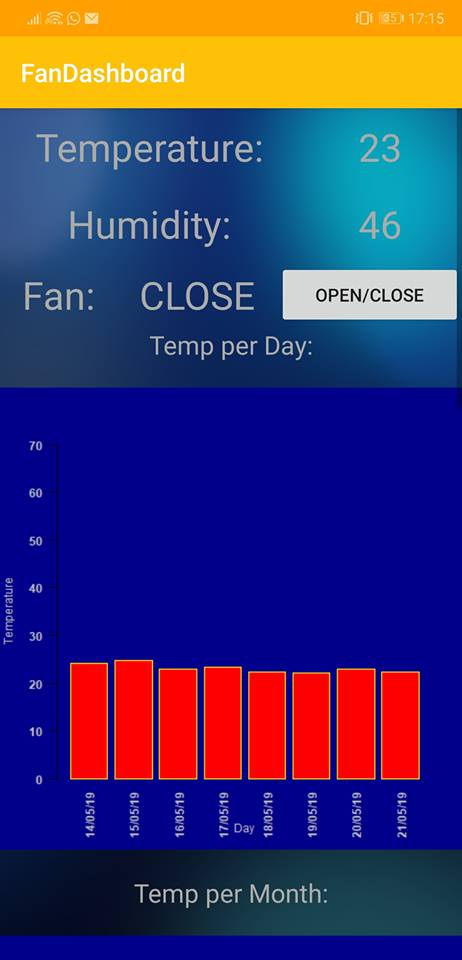 85 17:15
FanDashboard
Temperature: 23
Humidity: 46
Fan: CLOSE OPEN/CLOSE
Temp per Day:
70
60
50
40
30
20
10
0
Temperature
14/05/19 15/05/19 16/05/19 17/05/19 18/05/19 19/05/19 20/05/19 21/05/19
Day
Temp per Month: